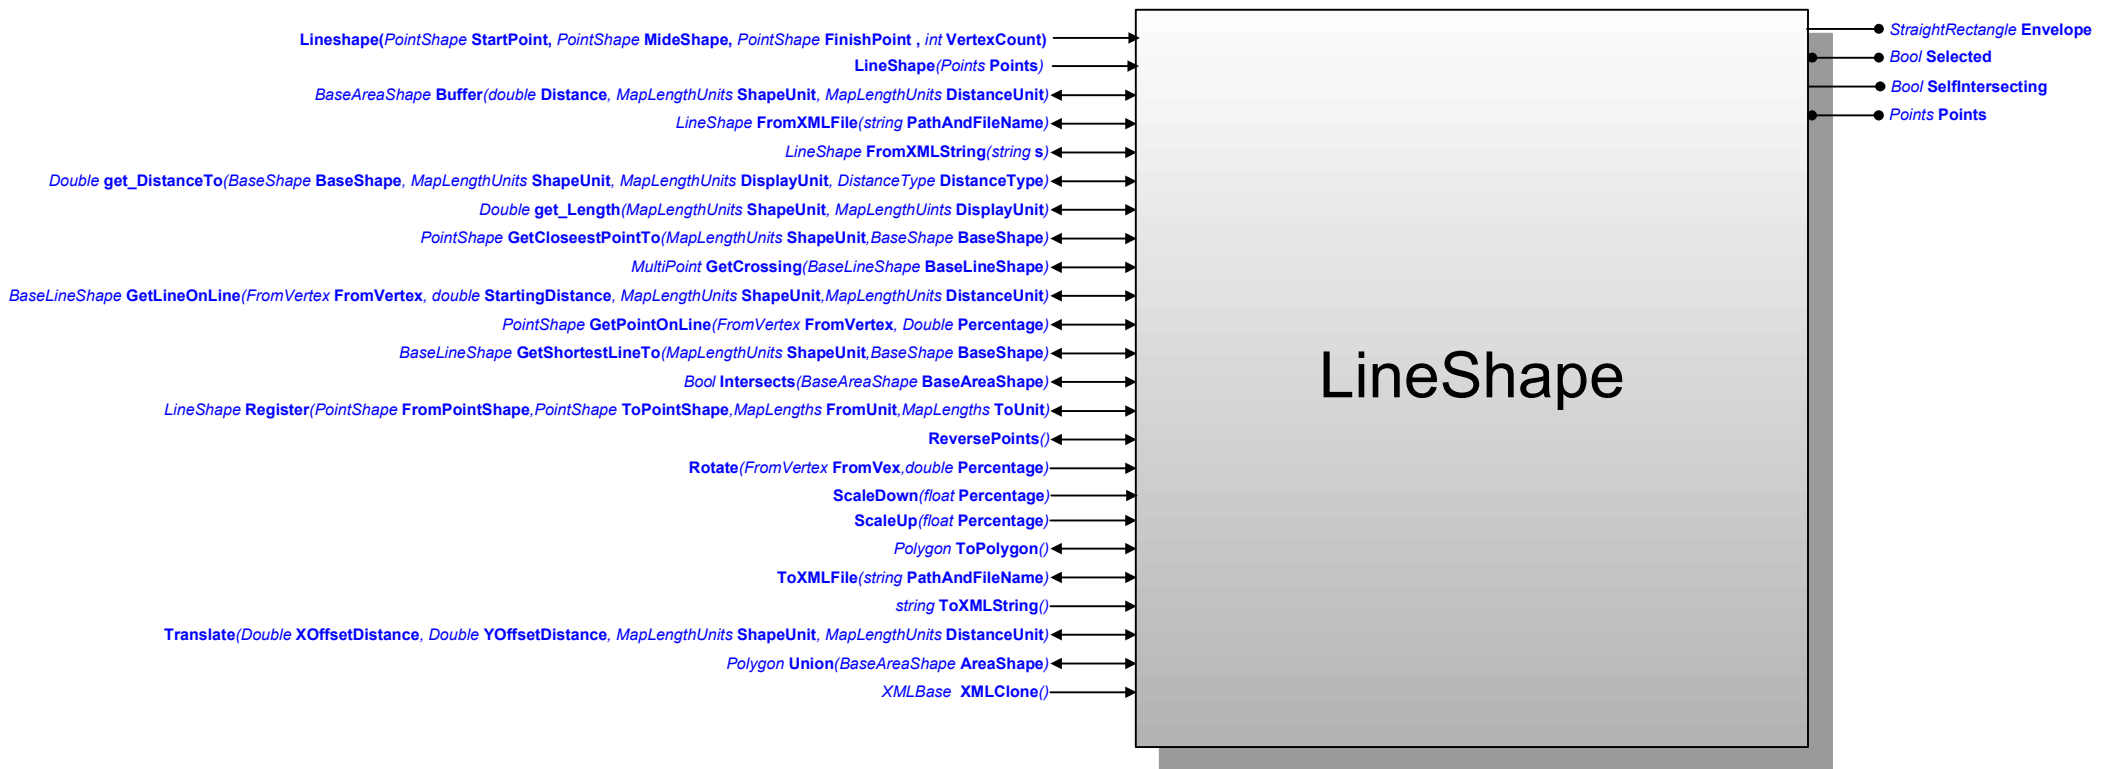 Lineshape(PointShape StartPoint, PointShape MideShape, PointShape FinishPoint , int VertexCount)
LineShape(Points Points)
BaseAreaShape Buffer(double Distance, MapLengthUnits ShapeUnit, MapLengthUnits DistanceUnit)
LineShape FromXMLFile(string PathAndFileName)
LineShape FromXMLString(string s)
Double get_DistanceTo(BaseShape BaseShape, MapLengthUnits ShapeUnit, MapLengthUnits DisplayUnit, DistanceType DistanceType)
Double get_Length(MapLengthUnits ShapeUnit, MapLengthUints DisplayUnit)
PointShape GetCloseestPointTo(MapLengthUnits ShapeUnit,BaseShape BaseShape)
MultiPoint GetCrossing(BaseLineShape BaseLineShape)
BaseLineShape GetLineOnLine(FromVertex FromVertex, double StartingDistance, MapLengthUnits ShapeUnit,MapLengthUnits DistanceUnit)
PointShape GetPointOnLine(FromVertex FromVertex, Double Percentage)
BaseLineShape GetShortestLineTo(MapLengthUnits ShapeUnit,BaseShape BaseShape)
Bool Intersects(BaseAreaShape BaseAreaShape)
LineShape Register(PointShape FromPointShape,PointShape ToPointShape,MapLengths FromUnit,MapLengths ToUnit)
ReversePoints()
Rotate(FromVertex FromVex,double Percentage)
ScaleDown(float Percentage)
ScaleUp(float Percentage)
Polygon ToPolygon()
ToXMLFile(string PathAndFileName)
string ToXMLString()
Translate(Double XOffsetDistance, Double YOffsetDistance, MapLengthUnits ShapeUnit, MapLengthUnits DistanceUnit)
Polygon Union(BaseAreaShape AreaShape)
XMLBase XMLClone()
LineShape
StraightRectangle Envelope
Bool Selected
Bool SelfIntersecting
Points Points